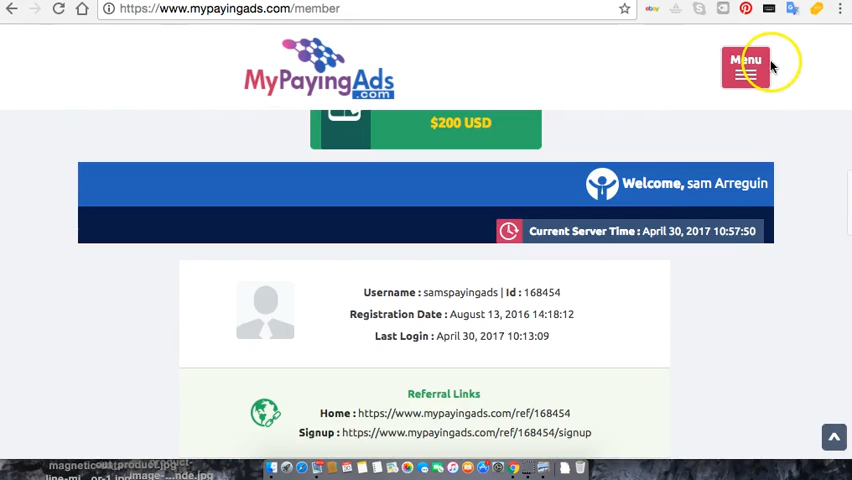 https://www.mypayingads.com/member
ebay
MyPayingAds
.com
Menu
$200 USD
Welcome, sam Arreguin
Current Server Time : April 30, 2017 10:57:50
Username : samspayingads | Id : 168454
Registration Date : August 13, 2016 14:18:12
Last Login : April 30, 2017 10:13:09
Referral Links
Home : https://www.mypayingads.com/ref/168454
Signup : https://www.mypayingads.com/ref/168454/signup